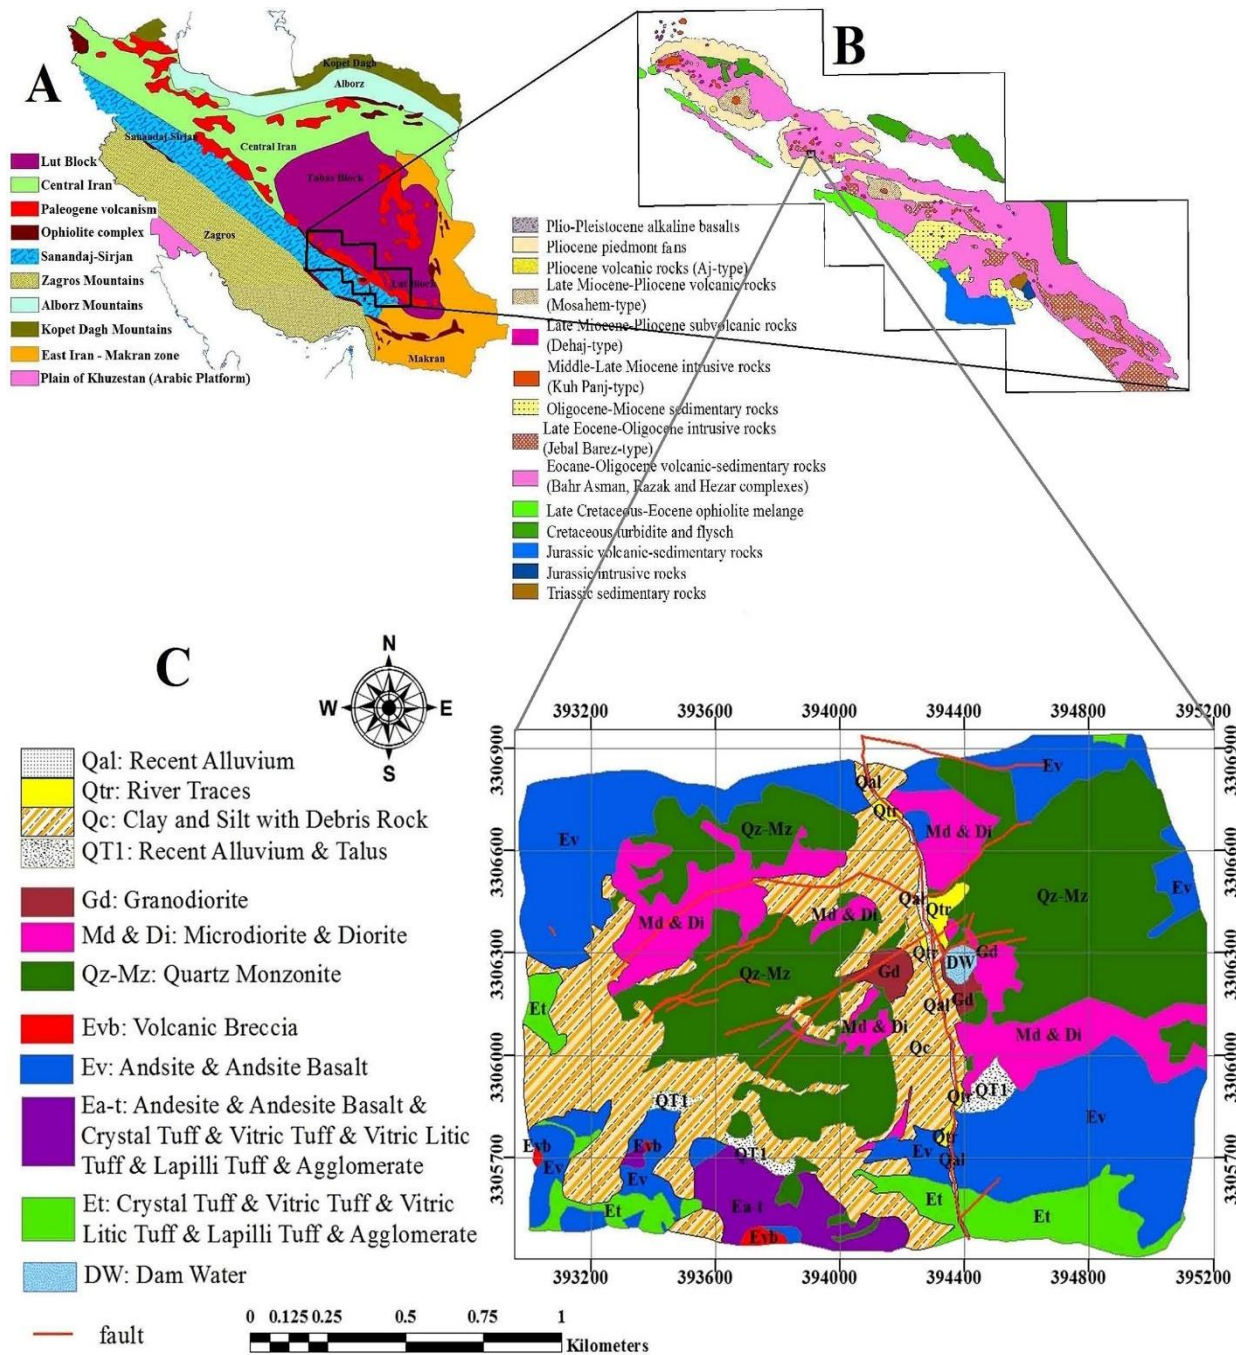 A
Kopet Dagh
Alborz
Sanandaj-Sirjan
Central Iran
Tabas Block
Zagros
Lut Block
Makran
Lut Block
Central Iran
Paleogene volcanism
Ophiolite complex
Sanandaj-Sirjan
Zagros Mountains
Alborz Mountains
Kopet Dagh Mountains
East Iran - Makran zone
Plain of Khuzestan (Arabic Platform)
B
Plio-Pleistocene alkaline basalts
Pliocene piedmont fans
Pliocene volcanic rocks (Aj-type)
Late Miocene-Pliocene volcanic rocks
(Mosahem-type)
Late Miocene-Pliocene subvolcanic rocks
(Dehaj-type)
Middle-Late Miocene intrusive rocks
(Kuh Panj-type)
Oligocene-Miocene sedimentary rocks
Late Eocene-Oligocene intrusive rocks
(Jebal Barez-type)
Eocane-Oligocene volcanic-sedimentary rocks
(Bahr Asman, Razak and Hezar complexes)
Late Cretaceous-Eocene ophiolite melange
Cretaceous turbidite and flysch
Jurassic volcanic-sedimentary rocks
Jurassic intrusive rocks
Triassic sedimentary rocks
C
N
W E
S
Qal: Recent Alluvium
Qtr: River Traces
Qc: Clay and Silt with Debris Rock
QT1: Recent Alluvium & Talus
Gd: Granodiorite
Md & Di: Microdiorite & Diorite
Qz-Mz: Quartz Monzonite
Evb: Volcanic Breccia
Ev: Andsite & Andsite Basalt
Ea-t: Andesite & Andesite Basalt &
Crystal Tuff & Vitric Tuff & Vitric Litic
Tuff & Lapilli Tuff & Agglomerate
Et: Crystal Tuff & Vitric Tuff & Vitric
Litic Tuff & Lapilli Tuff & Agglomerate
DW: Dam Water
fault
0 0.125 0.25 0.5 0.75 1
Kilometers
393200 393600 394000 394400 394800 395200
3306900 3306900
3306600 3306600
3306300 3306300
3306000 3306000
3305700 3305700
Ev
Qal
Qtr
Qz-Mz
Md & Di
Ev
Ev
Qz-Mz
Qal
Qtr
Md & Di
Md & Di
Qtr
Gd
DW
Gd
Qz-Mz
Gd
Qal
Et
Md & Di
Md & Di
Qc
QT1
QT1
Qtr
Ev
Qtr
Evb
Evb
QT1
Ev
Qal
Ev
Ev
Et
Ea-t
Et
Et
Evb
393200 393600 394000 394400 394800 395200